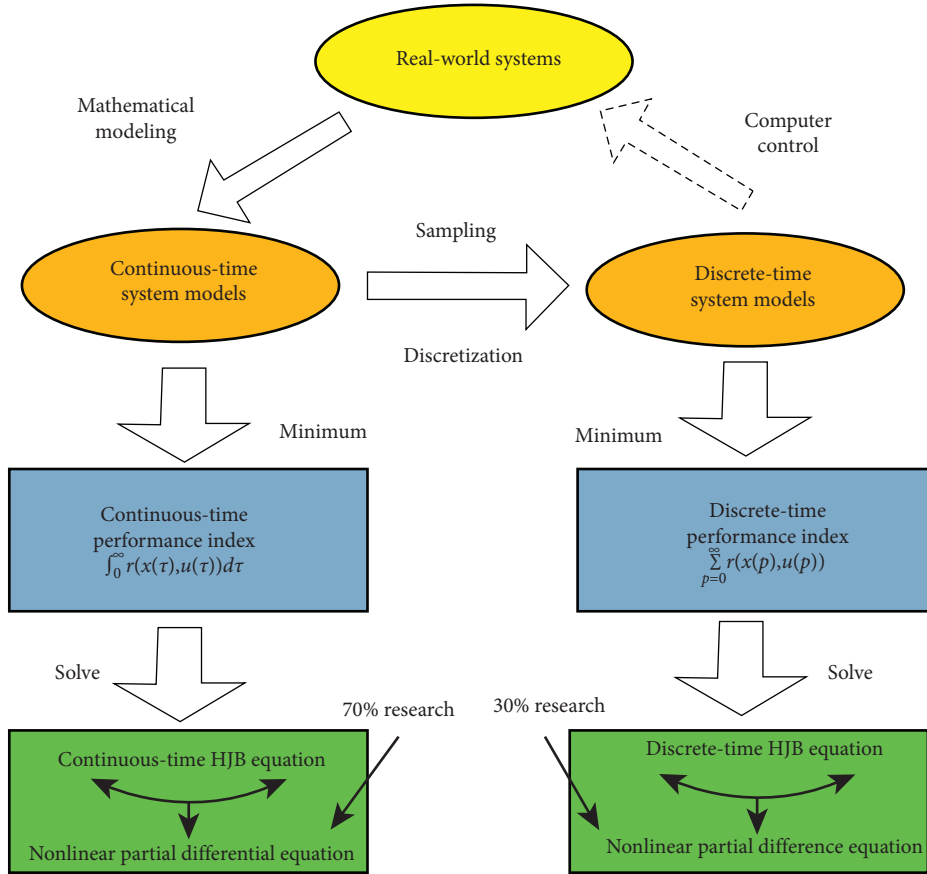 Real-world systems
Mathematical
modeling
Computer
control
Sampling
Continuous-time
system models
Discrete-time
system models
Discretization
Minimum
Minimum
Continuous-time
performance index
∫₀^∞ r(x(τ),u(τ))dτ
Discrete-time
performance index
∑_{p=0}^∞ r(x(p),u(p))
Solve
Solve
70% research
30% research
Continuous-time HJB equation
Discrete-time HJB equation
Nonlinear partial differential equation
Nonlinear partial difference equation